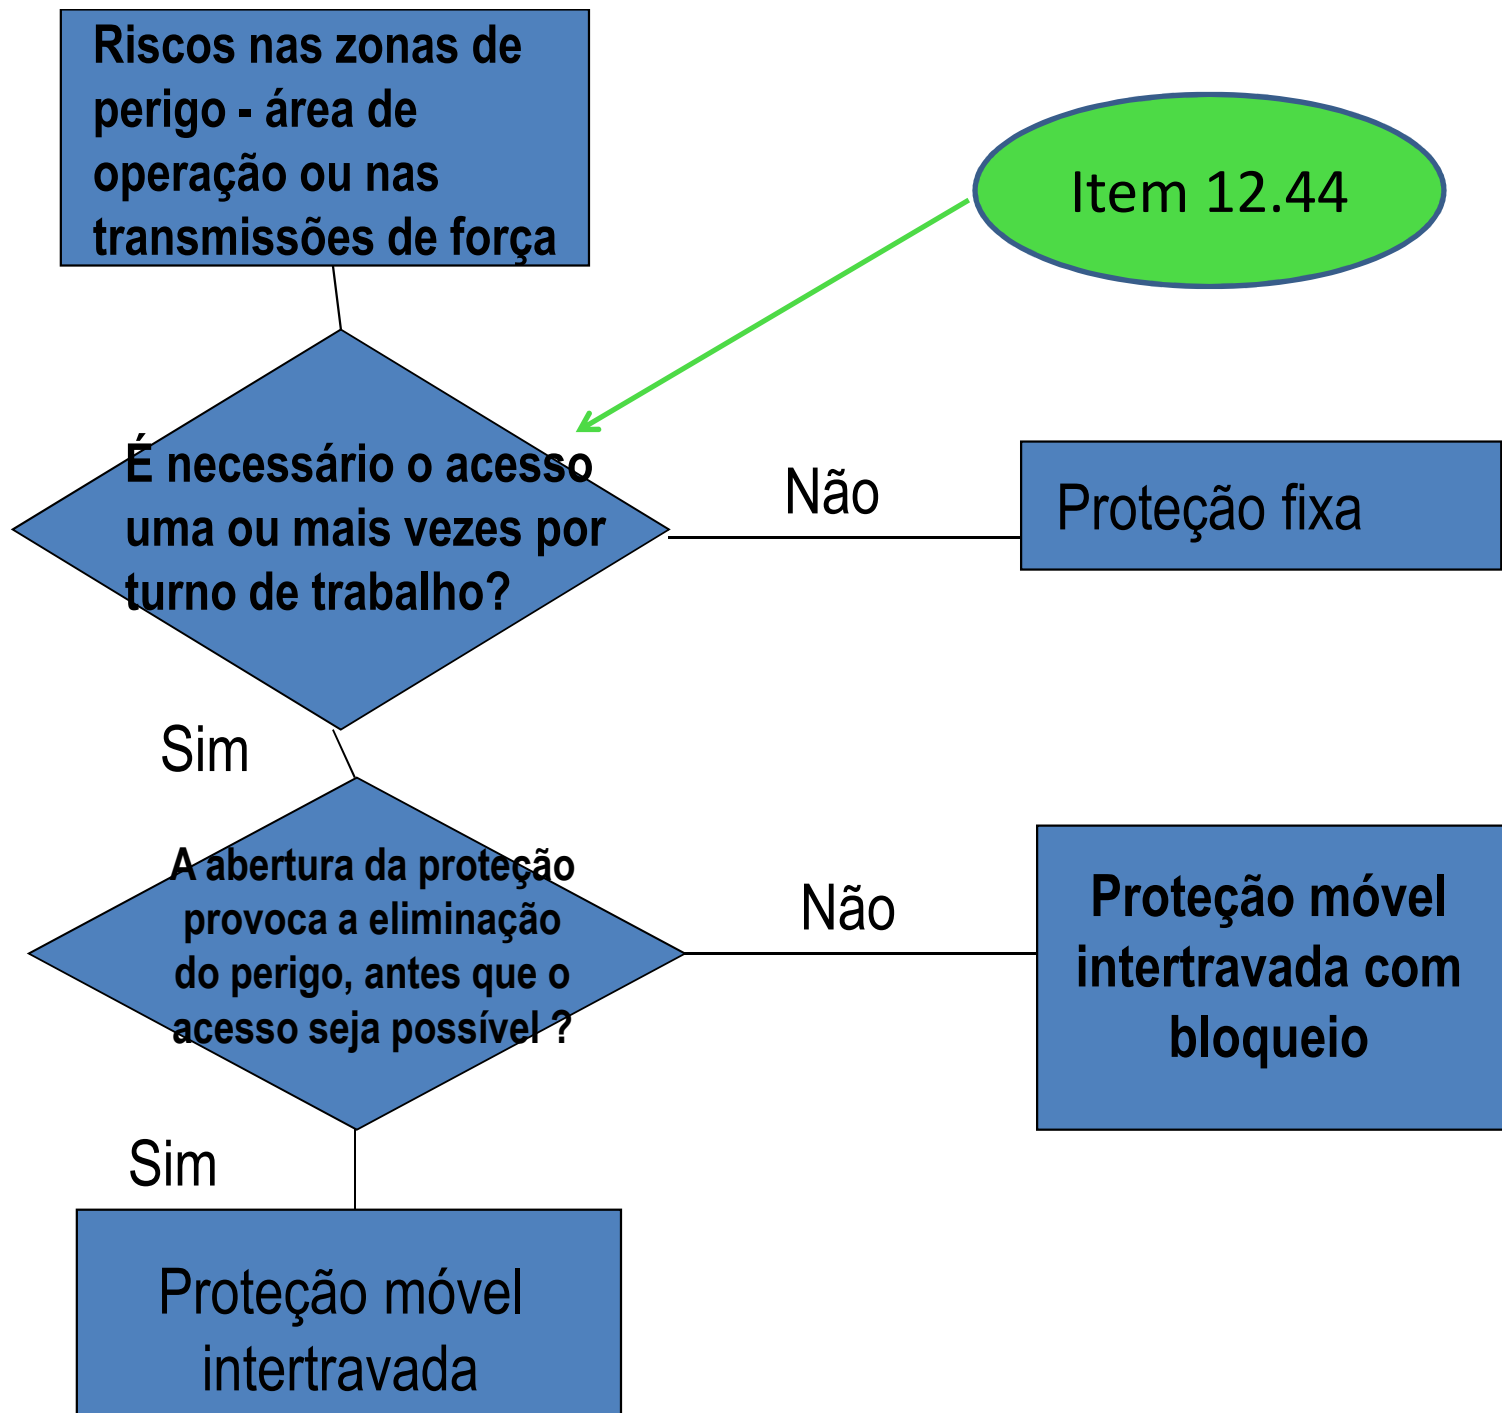 Riscos nas zonas de
perigo - área de
operação ou nas
transmissões de força
Item 12.44
É necessário o acesso
uma ou mais vezes por
turno de trabalho?
Não
Proteção fixa
Sim
A abertura da proteção
provoca a eliminação
do perigo, antes que o
acesso seja possível ?
Não
Proteção móvel
intertravada com
bloqueio
Sim
Proteção móvel
intertravada